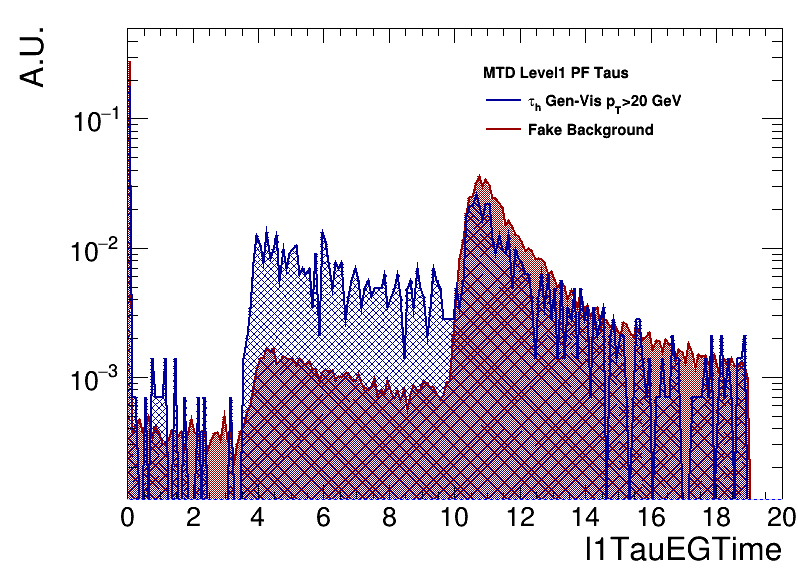 A.U.
MTD Level1 PF Taus
τh Gen-Vis pT>20 GeV
Fake Background
10−1
10−2
10−3
0 2 4 6 8 10 12 14 16 18 20
l1TauEGTime